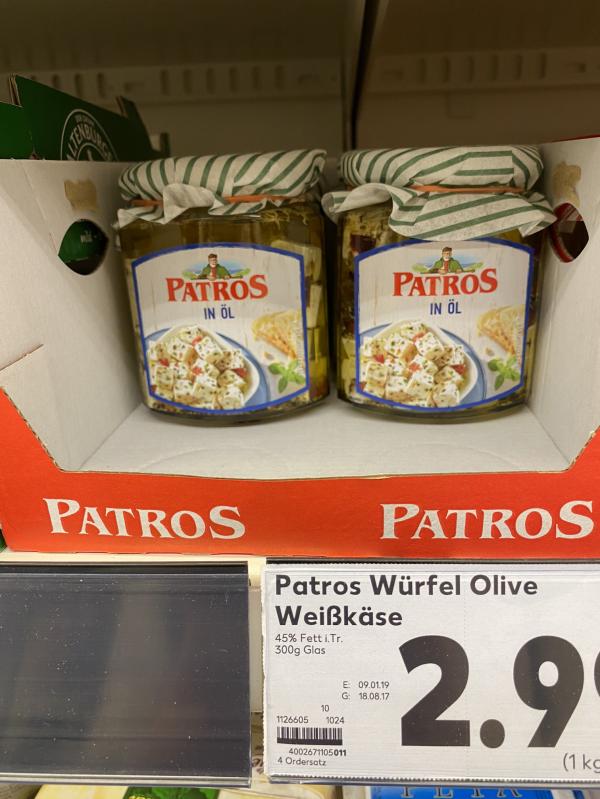 ALTENBURG
PATROS
IN ÖL
PATROS
IN ÖL
PATROS PATROS
Patros Würfel Olive
Weißkäse
45% Fett i.Tr.
300g Glas
E: 09.01.19
G: 18.08.17
10
1126605 1024
4002671105011
4 Ordersatz
2.9
(1 kg